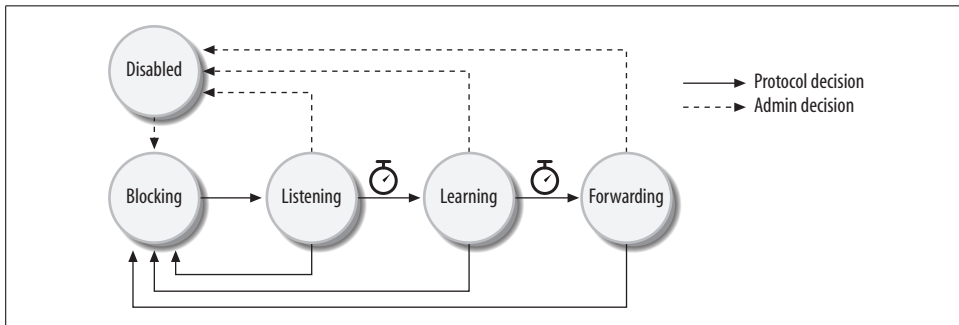 Disabled
Protocol decision
Admin decision
Blocking
Listening
Learning
Forwarding